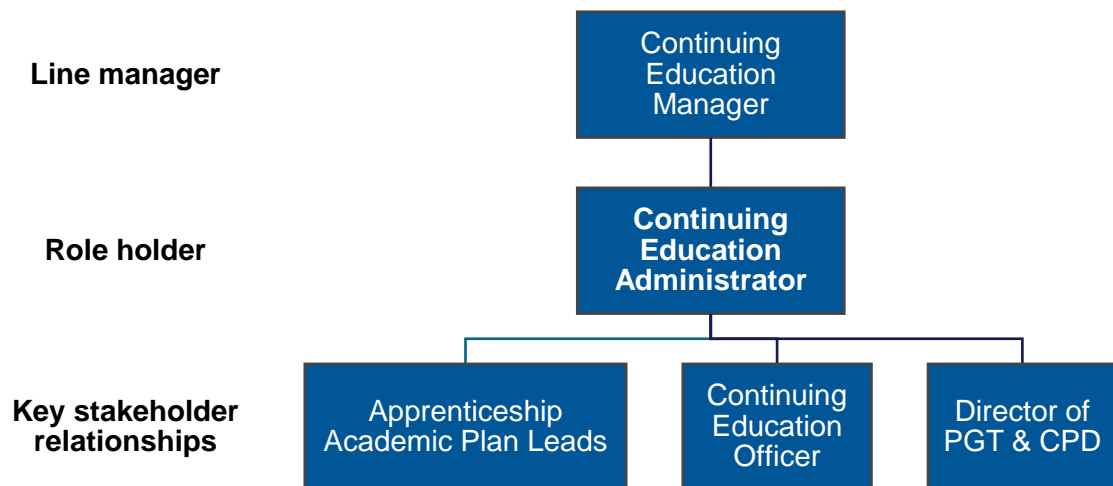 Line manager
Continuing
Education
Manager
Role holder
Continuing
Education
Administrator
Key stakeholder
relationships
Apprenticeship
Academic Plan Leads
Continuing
Education
Officer
Director of
PGT & CPD